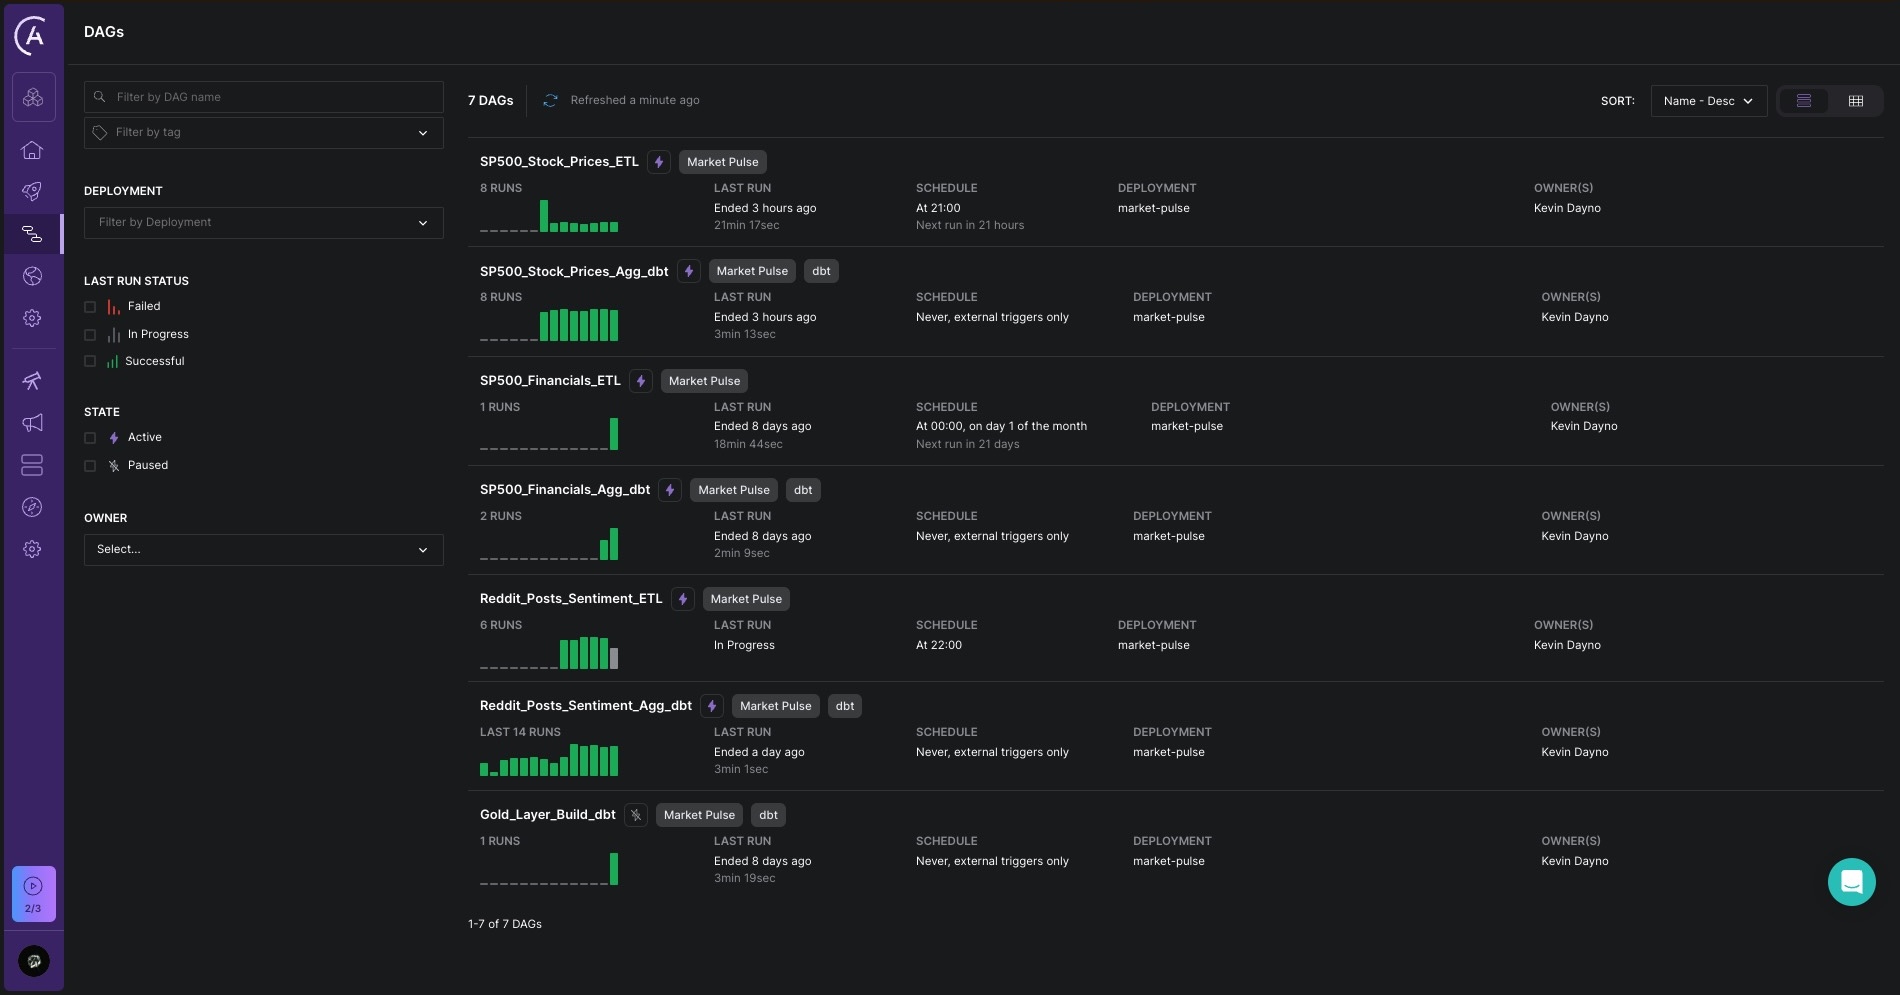 DAGs
Filter by DAG name
Filter by tag
DEPLOYMENT
Filter by Deployment
LAST RUN STATUS
Failed
In Progress
Successful
STATE
Active
Paused
OWNER
Select...
2/3
7 DAGs Refreshed a minute ago SORT: Name - Desc
SP500_Stock_Prices_ETL Market Pulse
8 RUNS LAST RUN SCHEDULE DEPLOYMENT OWNER(S)
Ended 3 hours ago At 21:00 market-pulse Kevin Dayno
21min 17sec Next run in 21 hours
SP500_Stock_Prices_Agg_dbt Market Pulse dbt
8 RUNS LAST RUN SCHEDULE DEPLOYMENT OWNER(S)
Ended 3 hours ago Never, external triggers only market-pulse Kevin Dayno
3min 13sec
SP500_Financials_ETL Market Pulse
1 RUNS LAST RUN SCHEDULE DEPLOYMENT OWNER(S)
Ended 8 days ago At 00:00, on day 1 of the month market-pulse Kevin Dayno
18min 44sec Next run in 21 days
SP500_Financials_Agg_dbt Market Pulse dbt
2 RUNS LAST RUN SCHEDULE DEPLOYMENT OWNER(S)
Ended 8 days ago Never, external triggers only market-pulse Kevin Dayno
2min 9sec
Reddit_Posts_Sentiment_ETL Market Pulse
6 RUNS LAST RUN SCHEDULE DEPLOYMENT OWNER(S)
In Progress At 22:00 market-pulse Kevin Dayno
Reddit_Posts_Sentiment_Agg_dbt Market Pulse dbt
LAST 14 RUNS LAST RUN SCHEDULE DEPLOYMENT OWNER(S)
Ended a day ago Never, external triggers only market-pulse Kevin Dayno
3min 1sec
Gold_Layer_Build_dbt Market Pulse dbt
1 RUNS LAST RUN SCHEDULE DEPLOYMENT OWNER(S)
Ended 8 days ago Never, external triggers only market-pulse Kevin Dayno
3min 19sec
1-7 of 7 DAGs